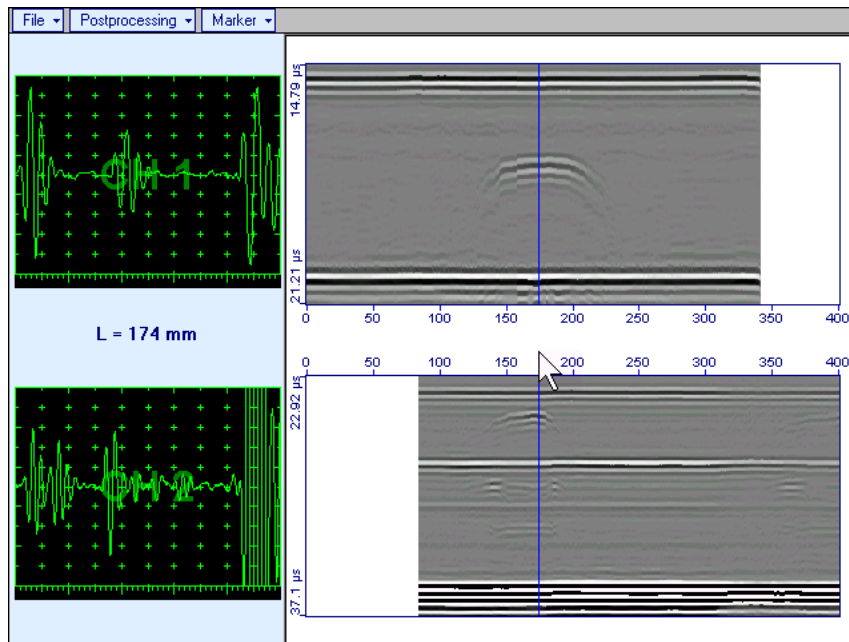 File Postprocessing Marker
CH 1
14.79 µs
21.21 µs
0 50 100 150 200 250 300 350 400
L = 174 mm
0 50 100 150 200 250 300 350 400
CH 2
22.92 µs
37.1 µs